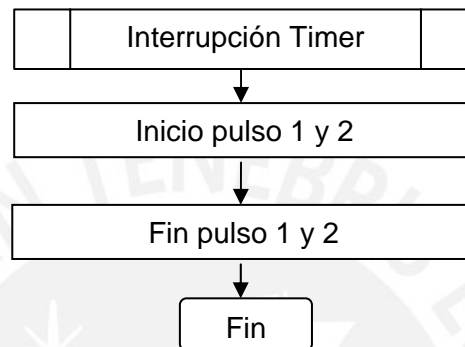 Interrupción Timer
Inicio pulso 1 y 2
Fin pulso 1 y 2
Fin